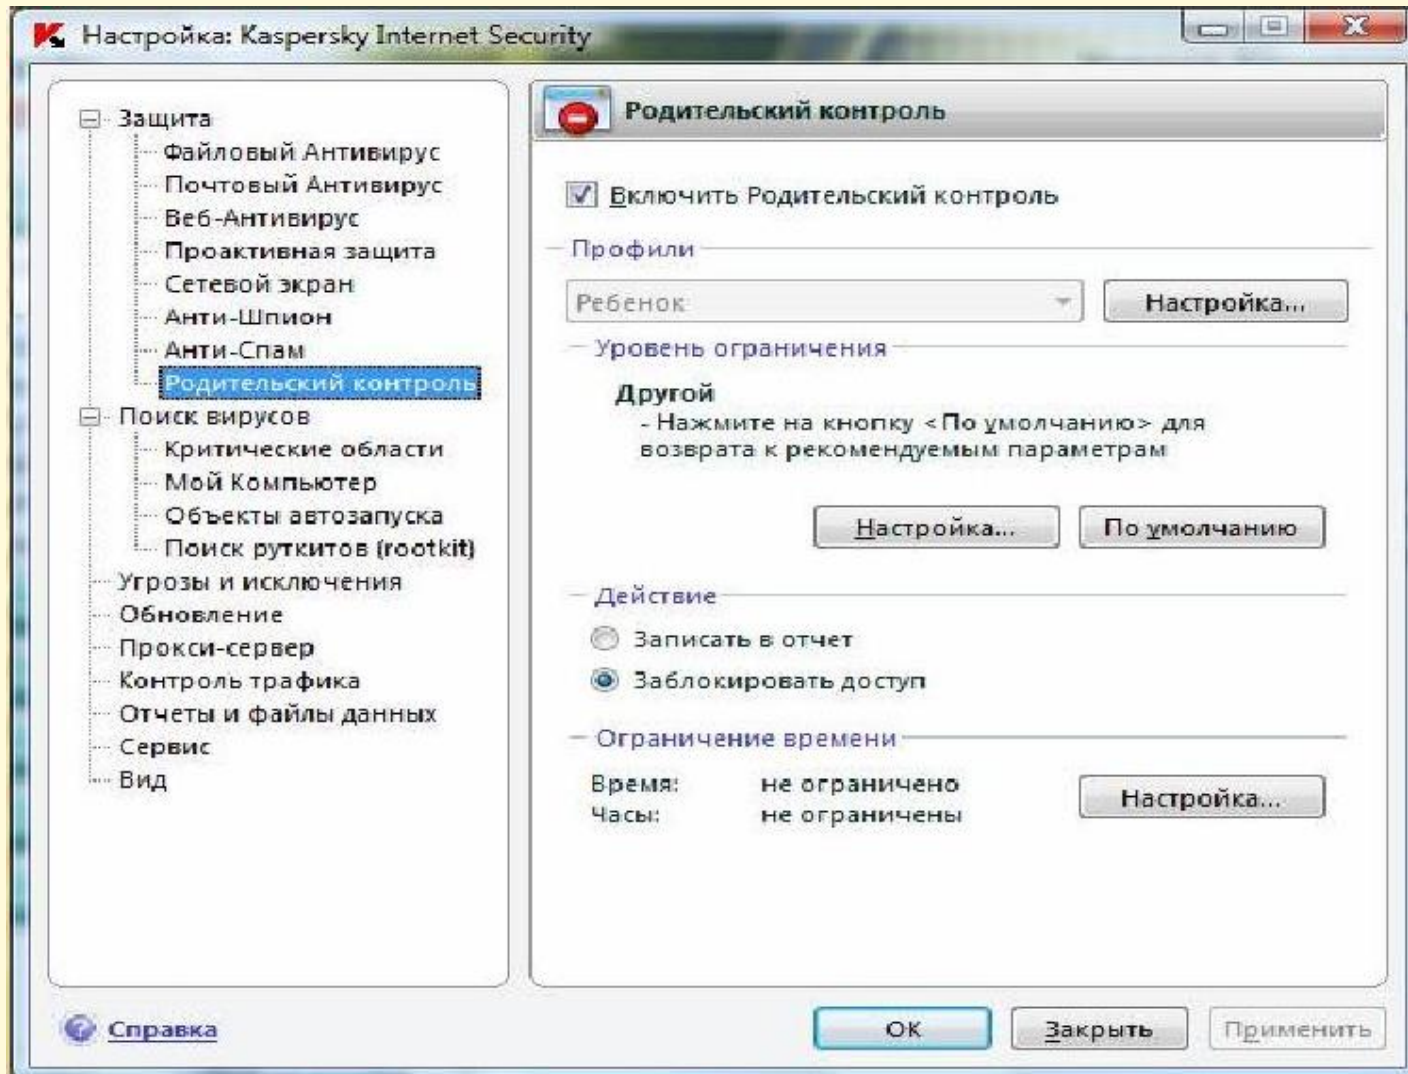 Настройка: Kaspersky Internet Security
Защита
Файловый Антивирус
Почтовый Антивирус
Веб-Антивирус
Проактивная защита
Сетевой экран
Анти-Шпион
Анти-Спам
Родительский контроль
Поиск вирусов
Критические области
Мой Компьютер
Объекты автозапуска
Поиск руткитов (rootkit)
Угрозы и исключения
Обновление
Прокси-сервер
Контроль трафика
Отчеты и файлы данных
Сервис
Вид
Родительский контроль
Включить Родительский контроль
Профили
Ребенок
Настройка...
Уровень ограничения
Другой
- Нажмите на кнопку <По умолчанию> для
возврата к рекомендуемым параметрам
Настройка... По умолчанию
Действие
Записать в отчет
Заблокировать доступ
Ограничение времени
Время: не ограничено
Часы: не ограничены
Настройка...
Справка
ОК Закрыть Применить